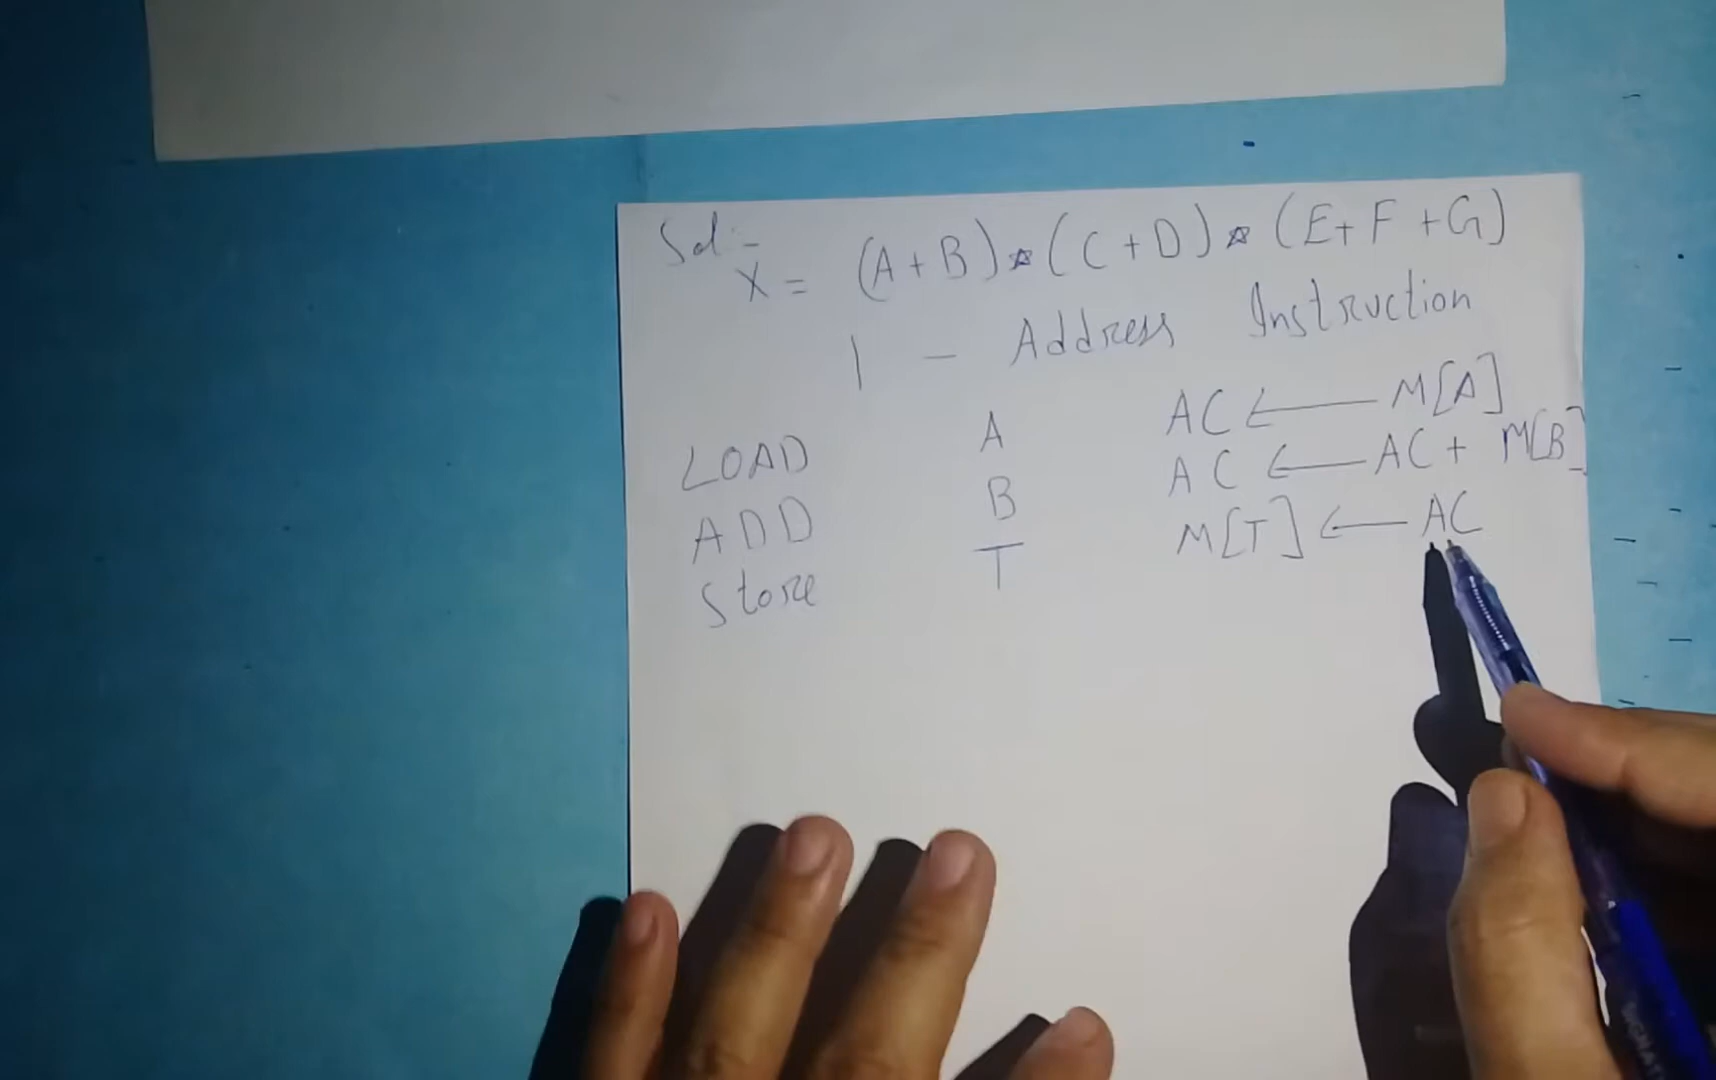 Sol:-
X = (A+B)*(C+D)*(E+F+G)
1 - Address Instruction
LOAD A AC ← M[A]
ADD B AC ← AC + M[B]
Store T M[T] ← AC